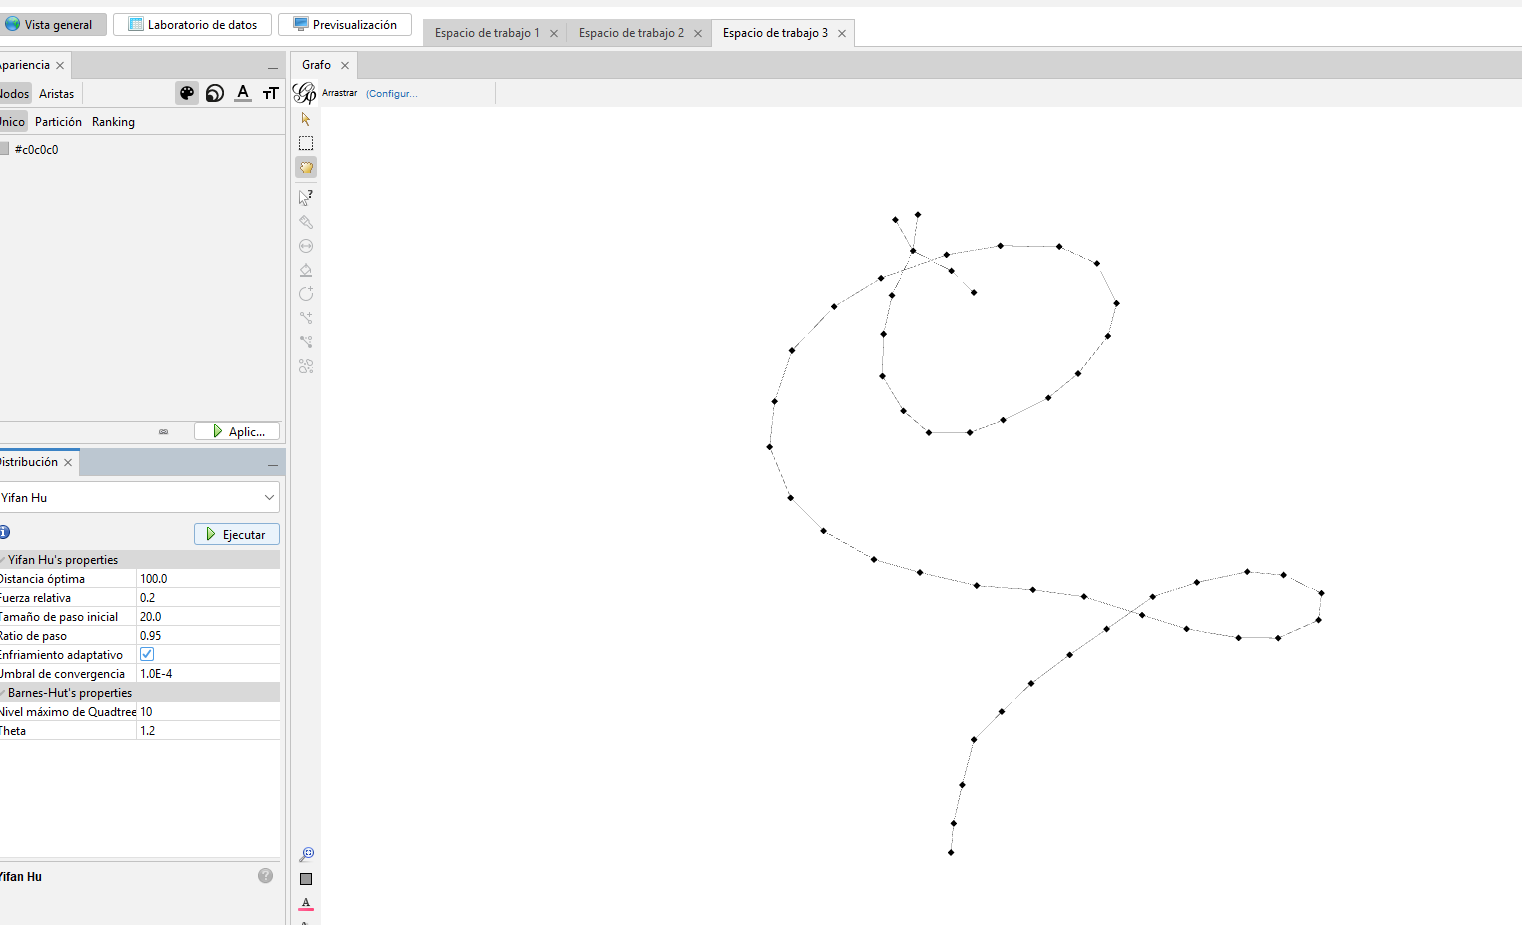 Vista general
Laboratorio de datos
Previsualización
Espacio de trabajo 1
Espacio de trabajo 2
Espacio de trabajo 3
Apariencia
Nodos Aristas
A
TT
Único Partición Ranking
#c0c0c0
Aplic...
Distribución
Yifan Hu
Ejecutar
Yifan Hu's properties
Distancia óptima 100.0
Fuerza relativa 0.2
Tamaño de paso inicial 20.0
Ratio de paso 0.95
Enfriamiento adaptativo
Umbral de convergencia 1.0E-4
Barnes-Hut's properties
Nivel máximo de Quadtree 10
Theta 1.2
Yifan Hu
?
Grafo
Arrastrar (Configur...
A